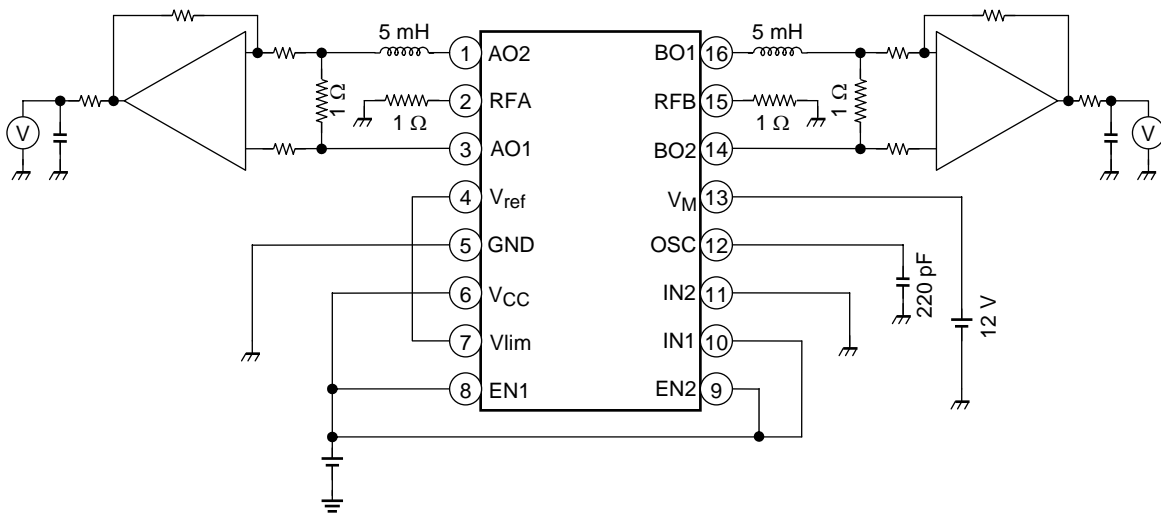 5 mH
1 AO2
BO1 16
5 mH
V
1 Ω
2 RFA
1 Ω
RFB 15
1 Ω
1 Ω
V
3 AO1
BO2 14
4 Vref
VM 13
5 GND
OSC 12
220 pF
6 VCC
IN2 11
12 V
7 Vlim
IN1 10
8 EN1
EN2 9